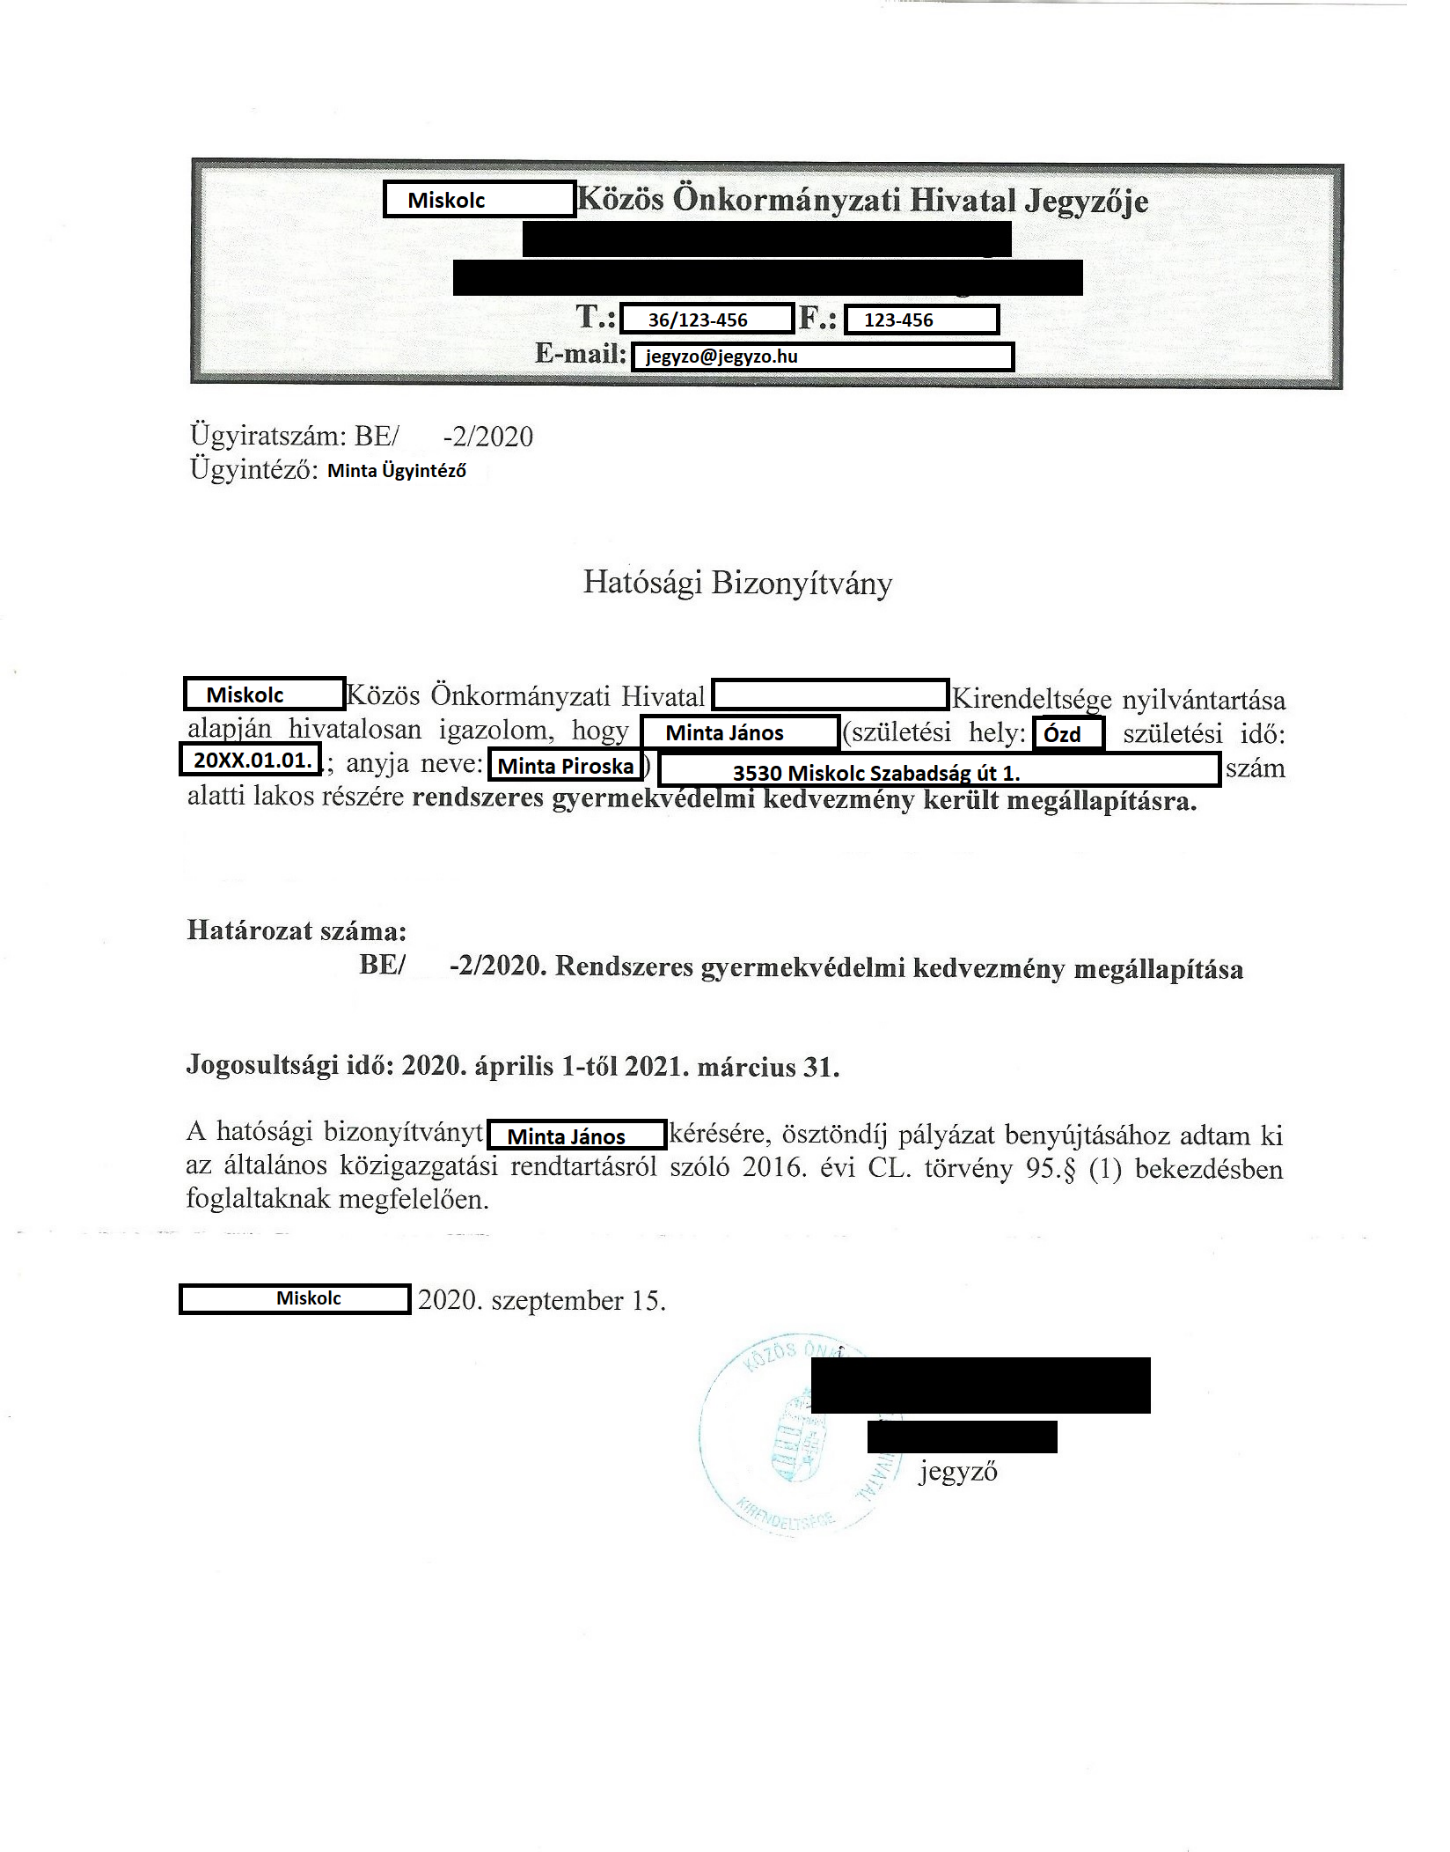 Miskolc Közös Önkormányzati Hivatal Jegyzője
T.: 36/123-456 F.: 123-456
E-mail: jegyzo@jegyzo.hu
Ügyiratszám: BE/ -2/2020
Ügyintéző: Minta Ügyintéző
Hatósági Bizonyítvány
Miskolc Közös Önkormányzati Hivatal Kirendeltsége nyilvántartása
alapján hivatalosan igazolom, hogy Minta János (születési hely: Ózd születési idő:
20XX.01.01. .; anyja neve: Minta Piroska ) 3530 Miskolc Szabadság út 1. szám
alatti lakos részére rendszeres gyermekvédelmi kedvezmény került megállapításra.
Határozat száma:
BE/ -2/2020. Rendszeres gyermekvédelmi kedvezmény megállapítása
Jogosultsági idő: 2020. április 1-től 2021. március 31.
A hatósági bizonyítványt Minta János kérésére, ösztöndíj pályázat benyújtásához adtam ki
az általános közigazgatási rendtartásról szóló 2016. évi CL. törvény 95.§ (1) bekezdésben
foglaltaknak megfelelően.
Miskolc 2020. szeptember 15.
KÖZÖS
KIRENDELTSÉGE
jegyző